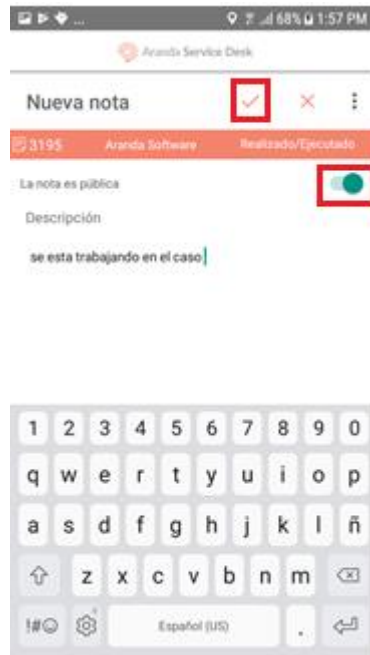 68% 1:57 PM
Aranda Service Desk
Nueva nota
3195 Aranda Software Realizado/Ejecutado
La nota es pública
Descripción
se esta trabajando en el caso
1 2 3 4 5 6 7 8 9 0
q w e r t y u i o p
a s d f g h j k l ñ
z x c v b n m
!#☺ Español (US) .